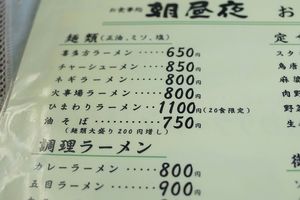 お食事処 朝昼夜 お
麺類(正油、ミソ、塩)
喜多方ラーメン････650円
チャーシューメン････850円
ネギラーメン････800円
大事場ラーメン････800円
ひまわりラーメン････1100円(20食限定)
油そば････750円
(麺類大盛り200円増し)
調理ラーメン
カレーラーメン････800円
五目ラーメン････900円
定
スタ
鳥唐
肉野
野菜